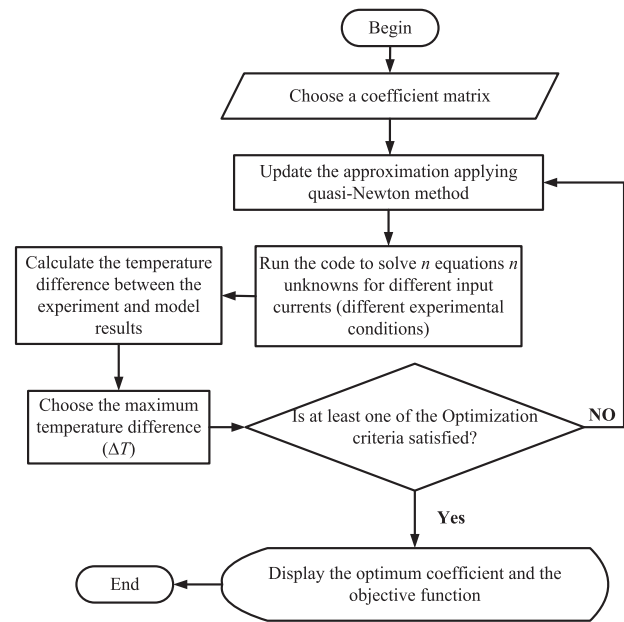 Begin
Choose a coefficient matrix
Update the approximation applying
quasi-Newton method
Run the code to solve n equations n
unknowns for different input
currents (different experimental
conditions)
Calculate the temperature
difference between the
experiment and model
results
Choose the maximum
temperature difference
(ΔT)
Is at least one of the Optimization
criteria satisfied?
NO
Yes
Display the optimum coefficient and the
objective function
End